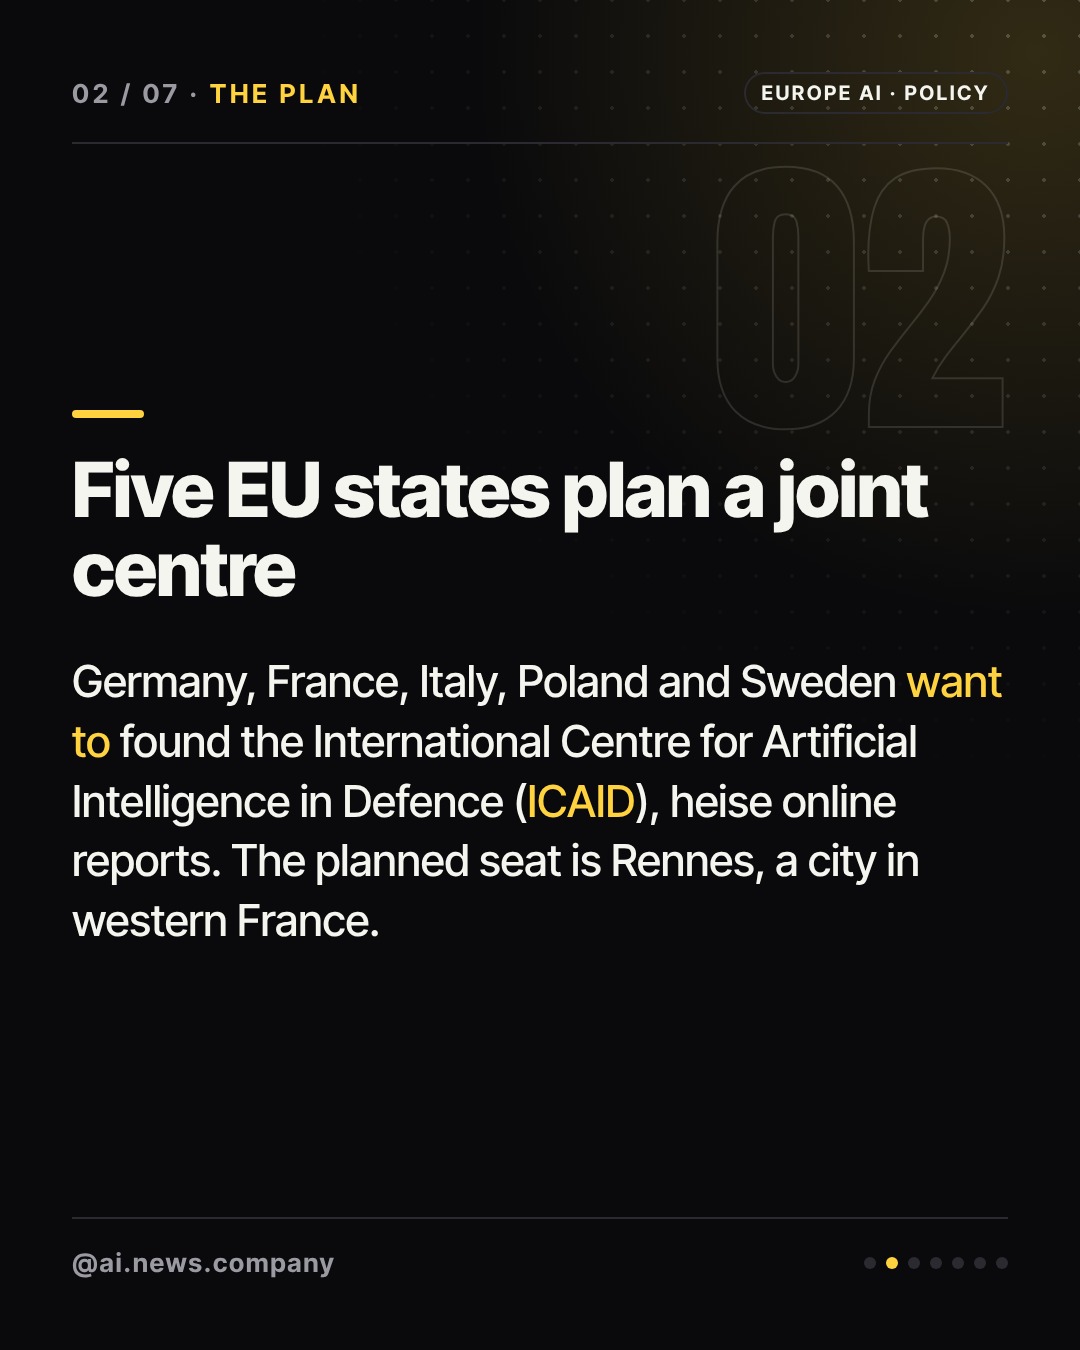 02 / 07 · THE PLAN
EUROPE AI · POLICY
02
Five EU states plan a joint
centre
Germany, France, Italy, Poland and Sweden want
to found the International Centre for Artificial
Intelligence in Defence (ICAID), heise online
reports. The planned seat is Rennes, a city in
western France.
@ai.news.company